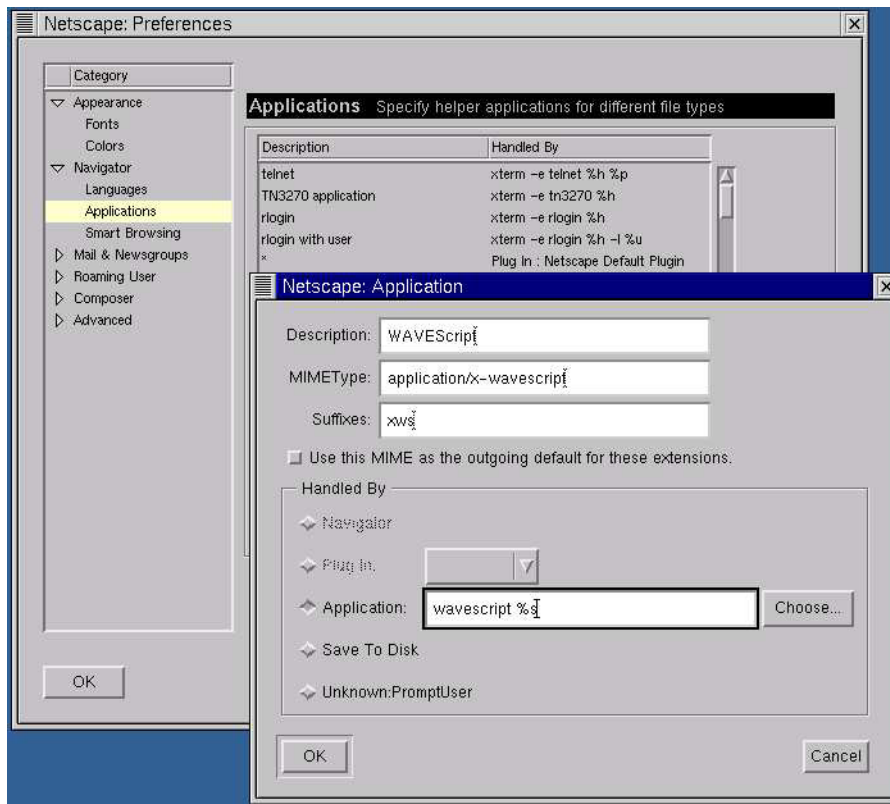 Netscape: Preferences
Category
Appearance
Fonts
Colors
Navigator
Languages
Applications
Smart Browsing
Mail & Newsgroups
Roaming User
Composer
Advanced
OK
Applications Specify helper applications for different file types
Description Handled By
telnet xterm -e telnet %h %p
TN3270 application xterm -e tn3270 %h
rlogin xterm -e rlogin %h
rlogin with user xterm -e rlogin %h -l %u
* Plug In : Netscape Default Plugin
Netscape: Application
Description: WAVEScript
MIMEType: application/x-wavescript
Suffixes: xws
Use this MIME as the outgoing default for these extensions.
Handled By
Navigator
Plug In:
Application: wavescript %s Choose...
Save To Disk
Unknown:PromptUser
OK Cancel